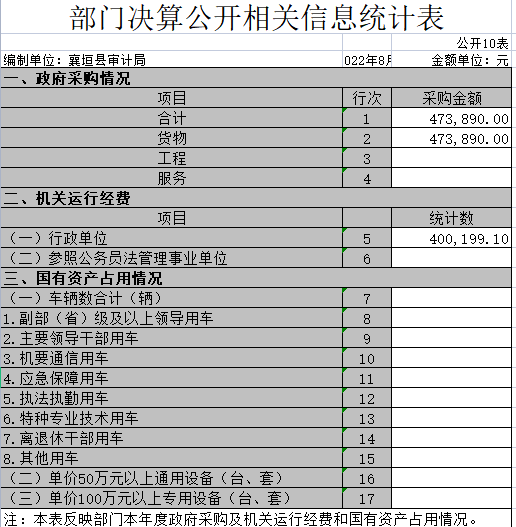 部门决算公开相关信息统计表
公开10表
编制单位：襄垣县审计局 022年8月 金额单位：元
一、政府采购情况
项目 行次 采购金额
合计 1 473,890.00
货物 2 473,890.00
工程 3
服务 4
二、机关运行经费
项目 统计数
（一）行政单位 5 400,199.10
（二）参照公务员法管理事业单位 6
三、国有资产占用情况
（一）车辆数合计（辆） 7
1.副部（省）级及以上领导用车 8
2.主要领导干部用车 9
3.机要通信用车 10
4.应急保障用车 11
5.执法执勤用车 12
6.特种专业技术用车 13
7.离退休干部用车 14
8.其他用车 15
（二）单价50万元以上通用设备（台、套） 16
（三）单价100万元以上专用设备（台、套） 17
注：本表反映部门本年度政府采购及机关运行经费和国有资产占用情况。